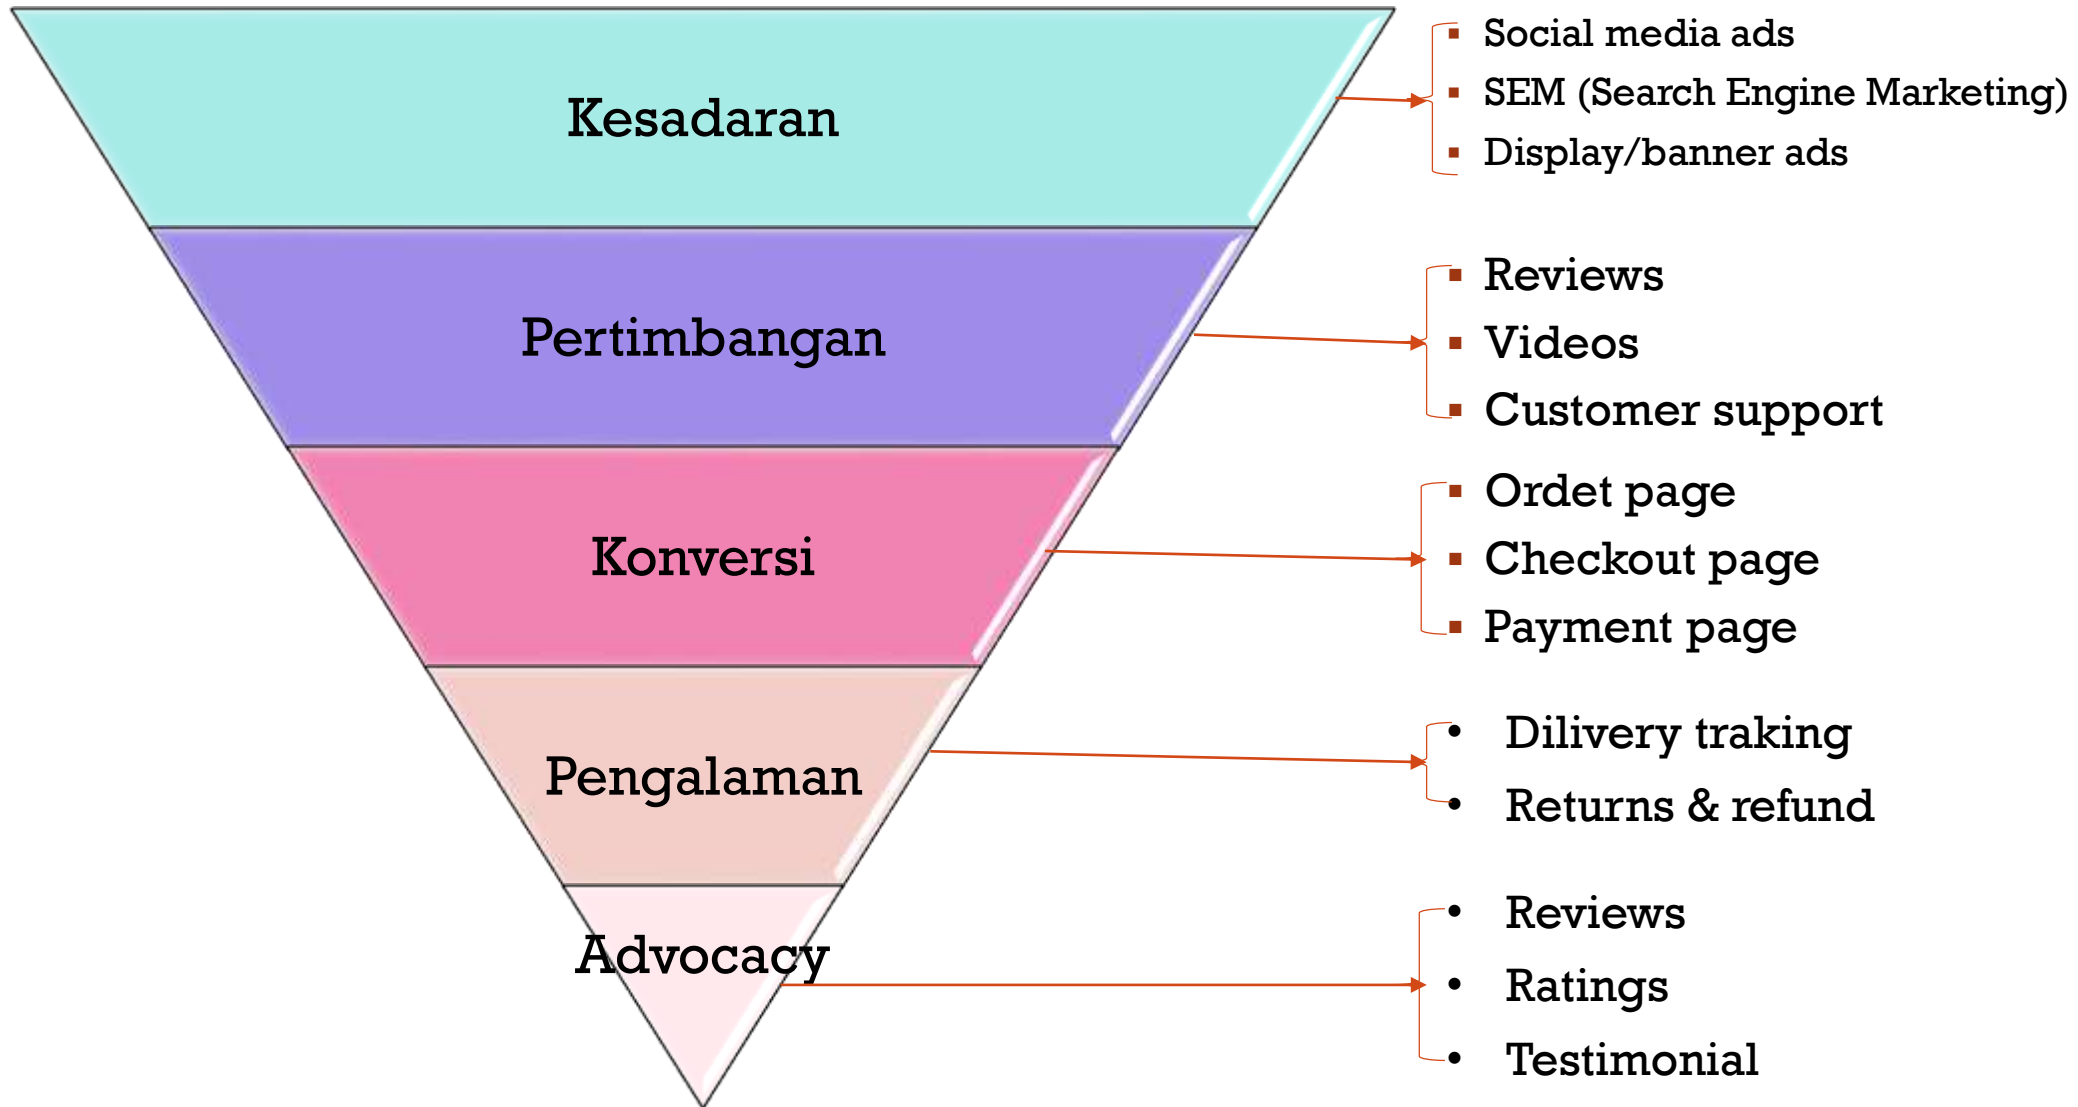 Kesadaran
Social media ads
SEM (Search Engine Marketing)
Display/banner ads
Pertimbangan
Reviews
Videos
Customer support
Konversi
Ordet page
Checkout page
Payment page
Pengalaman
Dilivery traking
Returns & refund
Advocacy
Reviews
Ratings
Testimonial